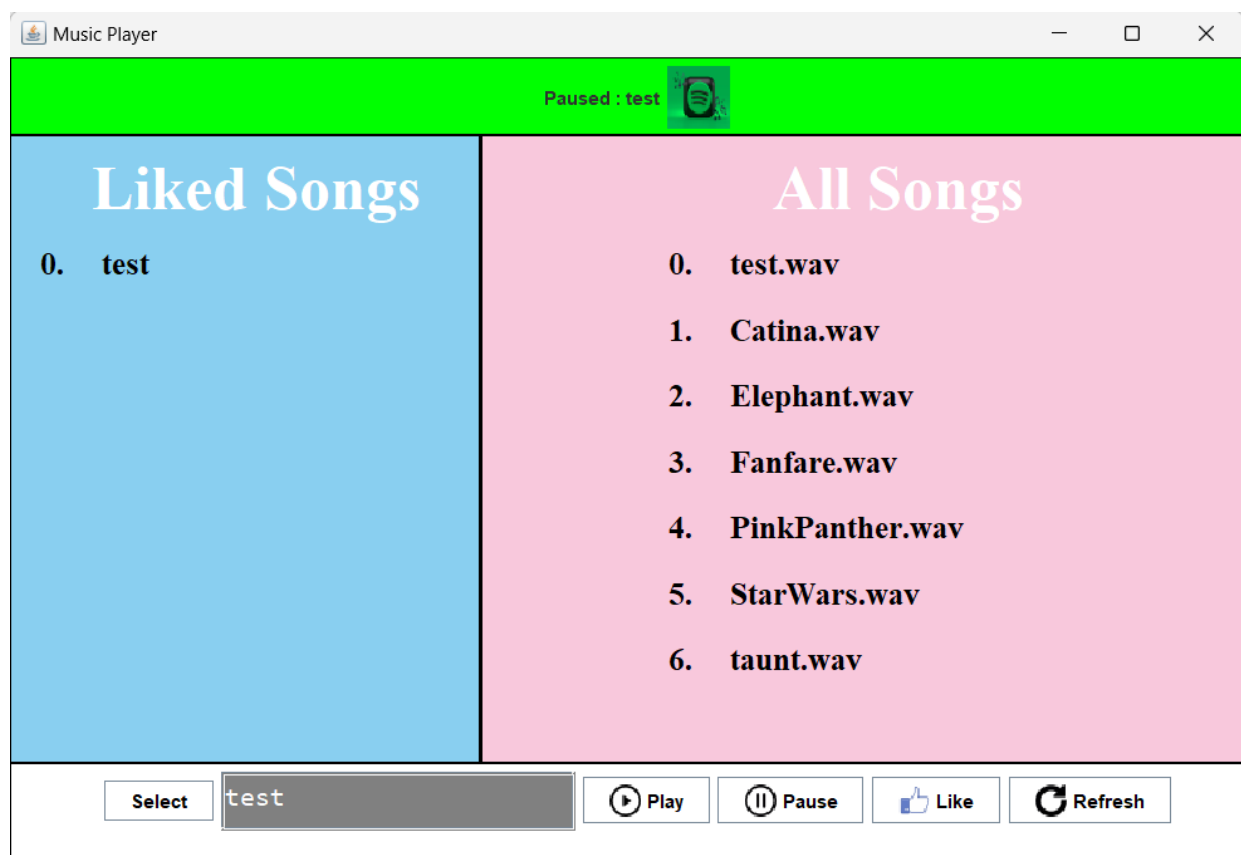 Music Player
Paused : test
Liked Songs
0. test
All Songs
0. test.wav
1. Catina.wav
2. Elephant.wav
3. Fanfare.wav
4. PinkPanther.wav
5. StarWars.wav
6. taunt.wav
Select test Play Pause Like Refresh